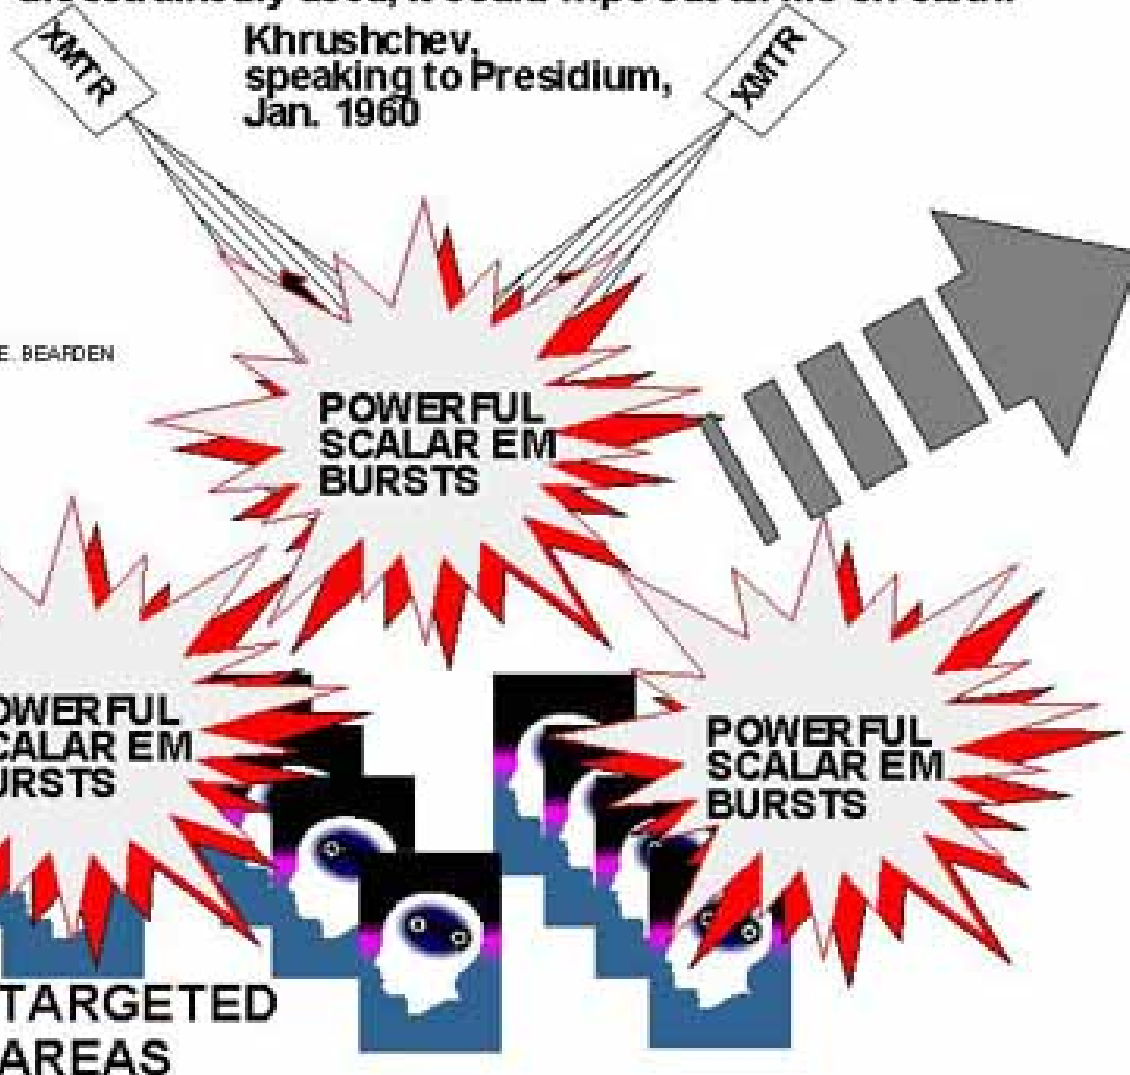 Khrushchev,
speaking to Presidium,
Jan. 1960
XMTR
XMTR
E. BEARDEN
POWERFUL
SCALAR EM
BURSTS
OWERFUL
CALAR EM
URSTS
POWERFUL
SCALAR EM
BURSTS
TARGETED
AREAS